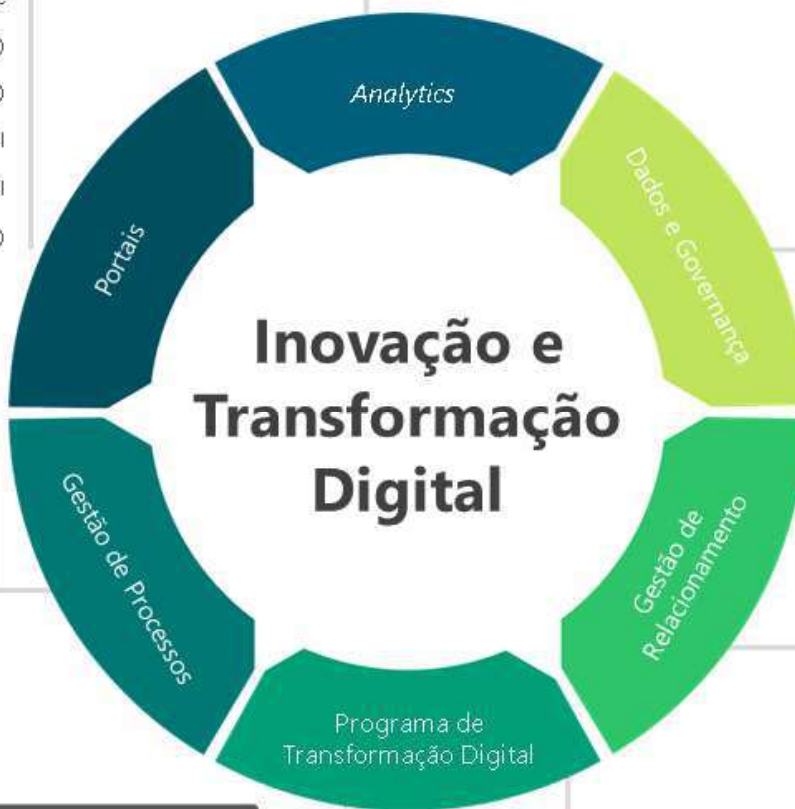 Analytics
Dados e Governança
Portais
Inovação e
Transformação
Digital
Gestão de Processos
Gestão de
Relacionamento
Programa de
Transformação Digital